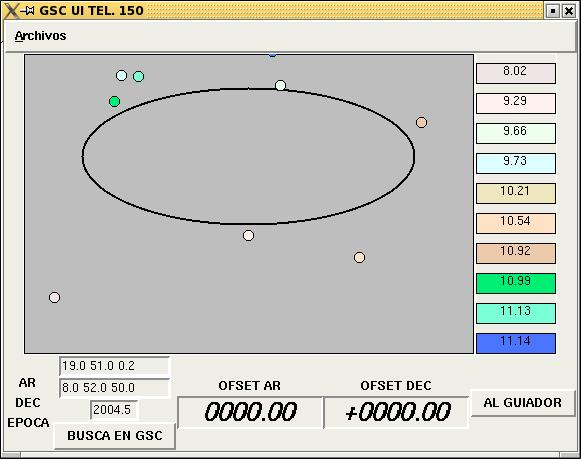 GSC UI TEL. 150
Archivos
8.02
9.29
9.66
9.73
10.21
10.54
10.92
10.99
11.13
11.14
AR
DEC
EPOCA
19.0 51.0 0.2
8.0 52.0 50.0
2004.5
BUSCA EN GSC
OFSET AR
0000.00
OFSET DEC
+0000.00
AL GUIADOR